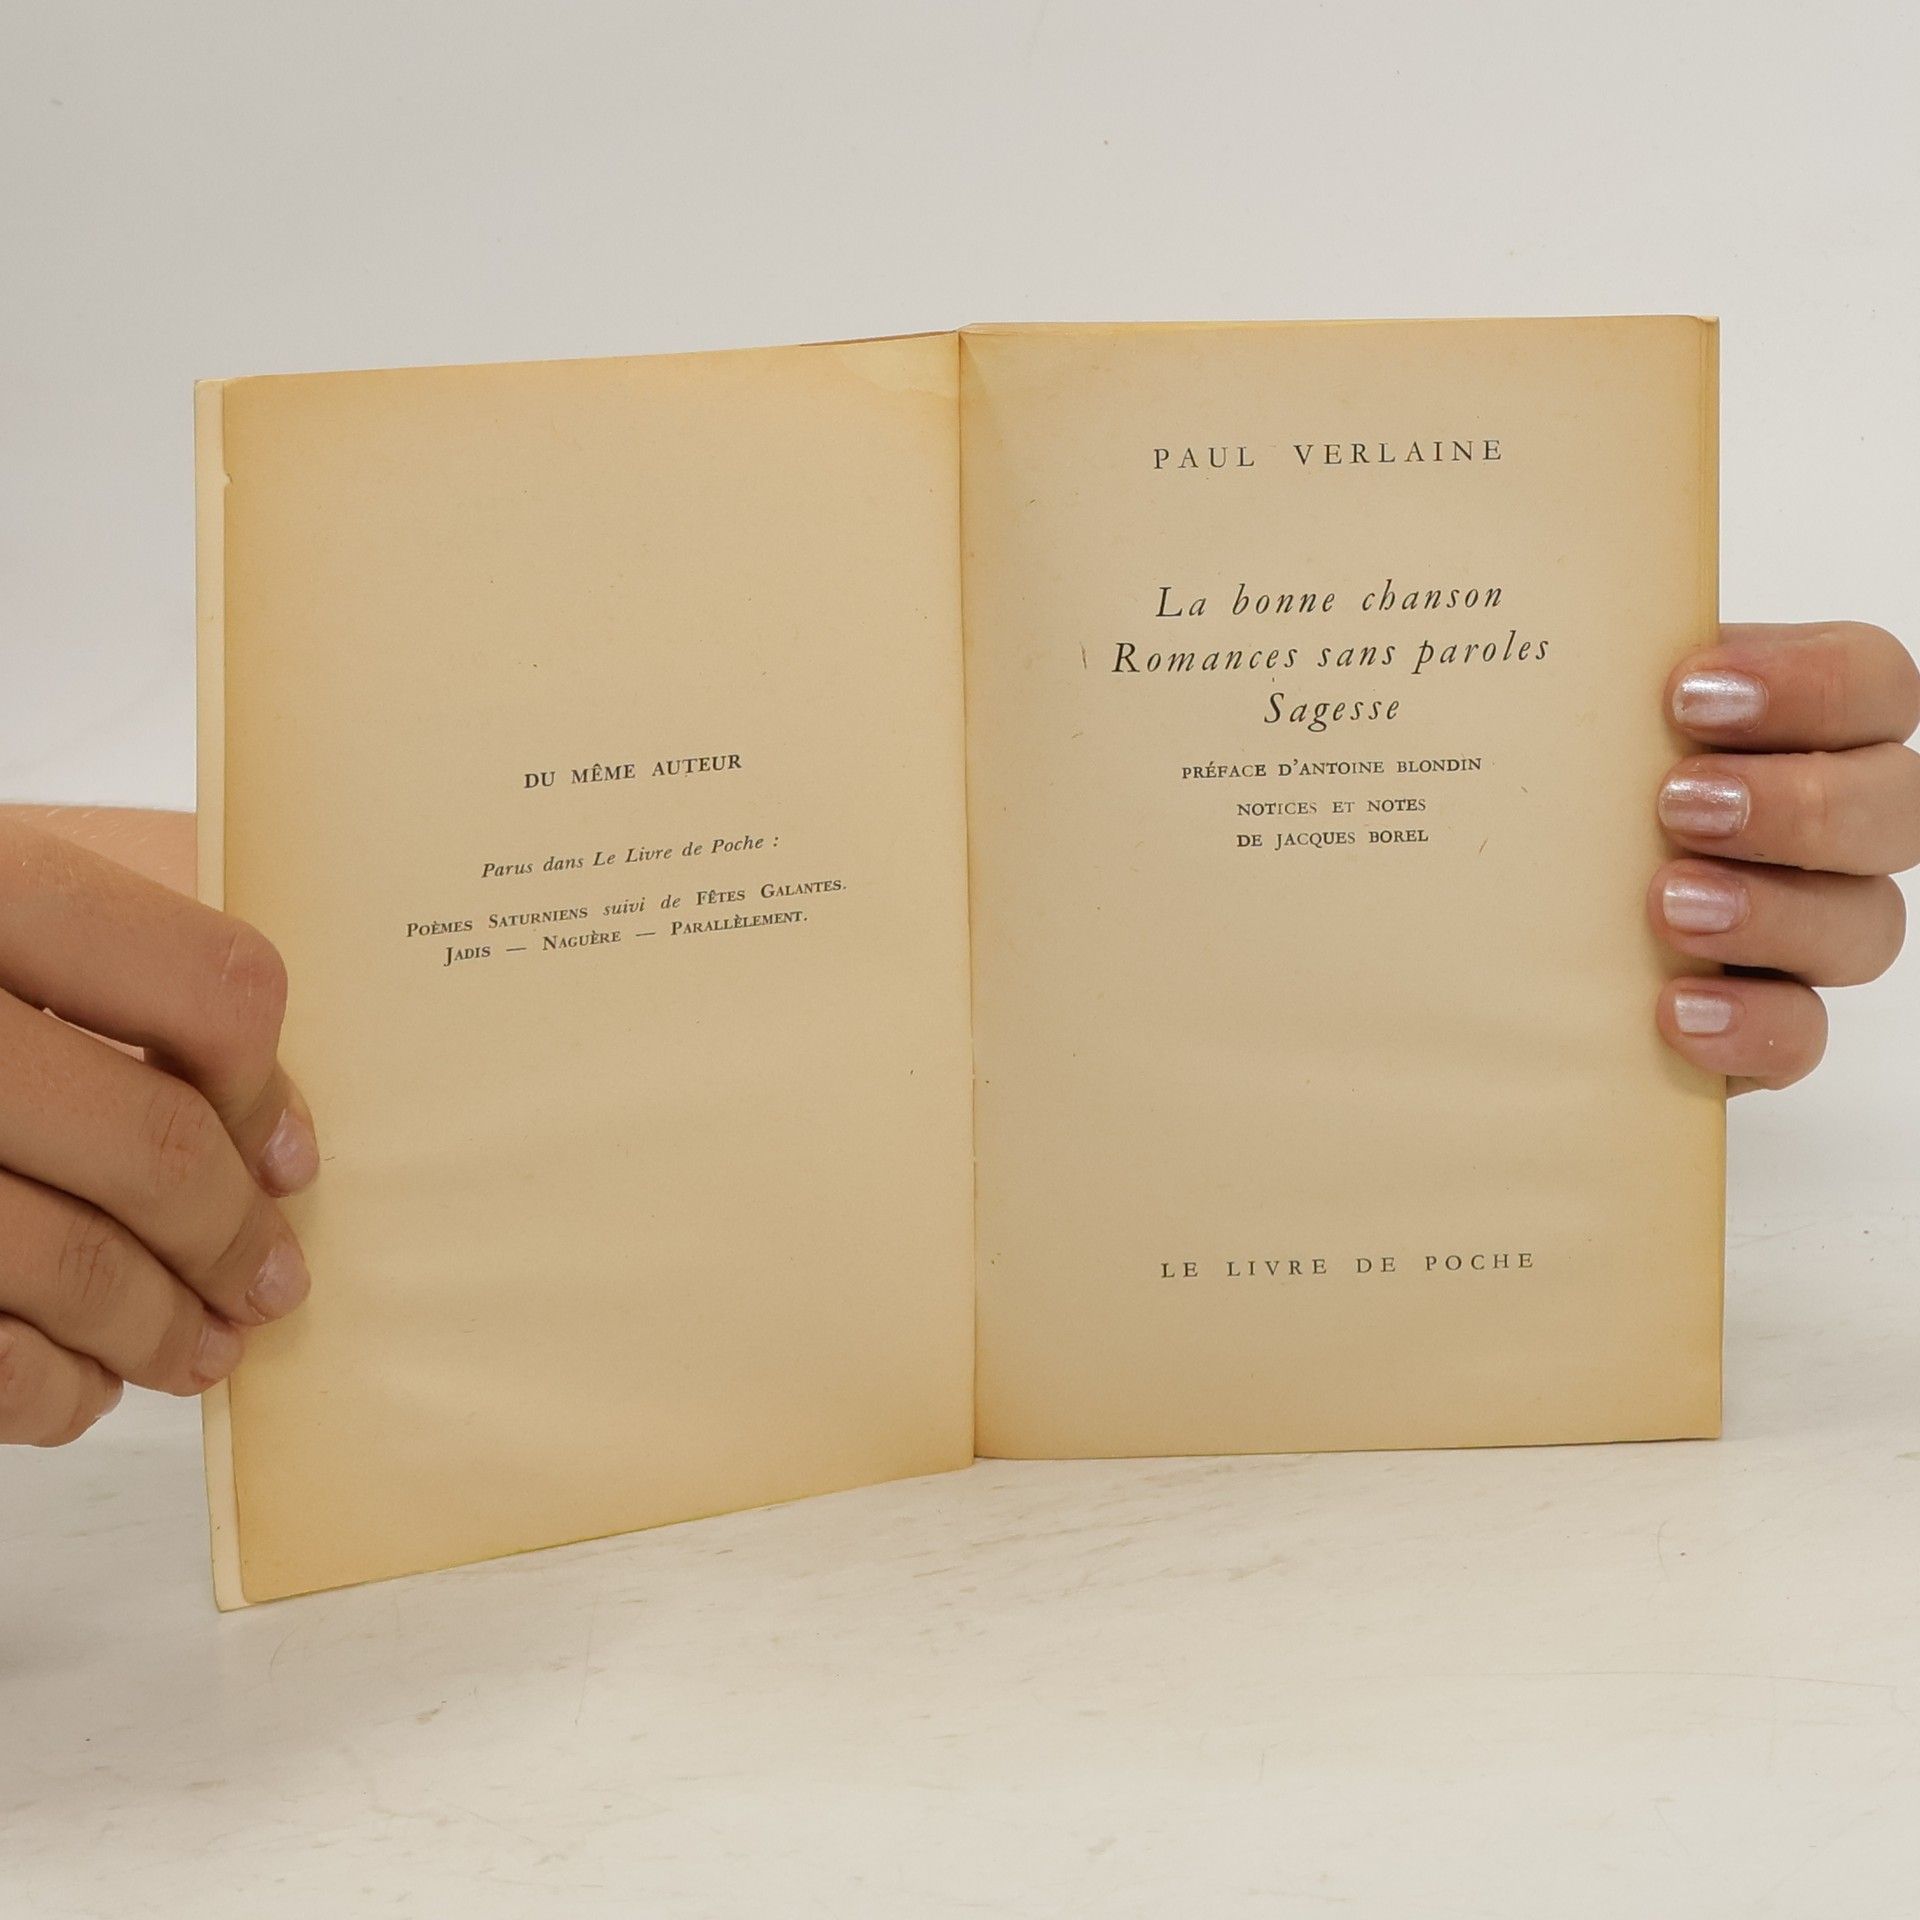 DU MÊME AUTEUR
Parus dans Le Livre de Poche :
POÈMES SATURNIENS suivi de FÊTES GALANTES.
JADIS — NAGUÈRE — PARALLÈLEMENT.
PAUL VERLAINE
La bonne chanson
Romances sans paroles
Sagesse
PRÉFACE D'ANTOINE BLONDIN
NOTICES ET NOTES
DE JACQUES BOREL
LE LIVRE DE POCHE